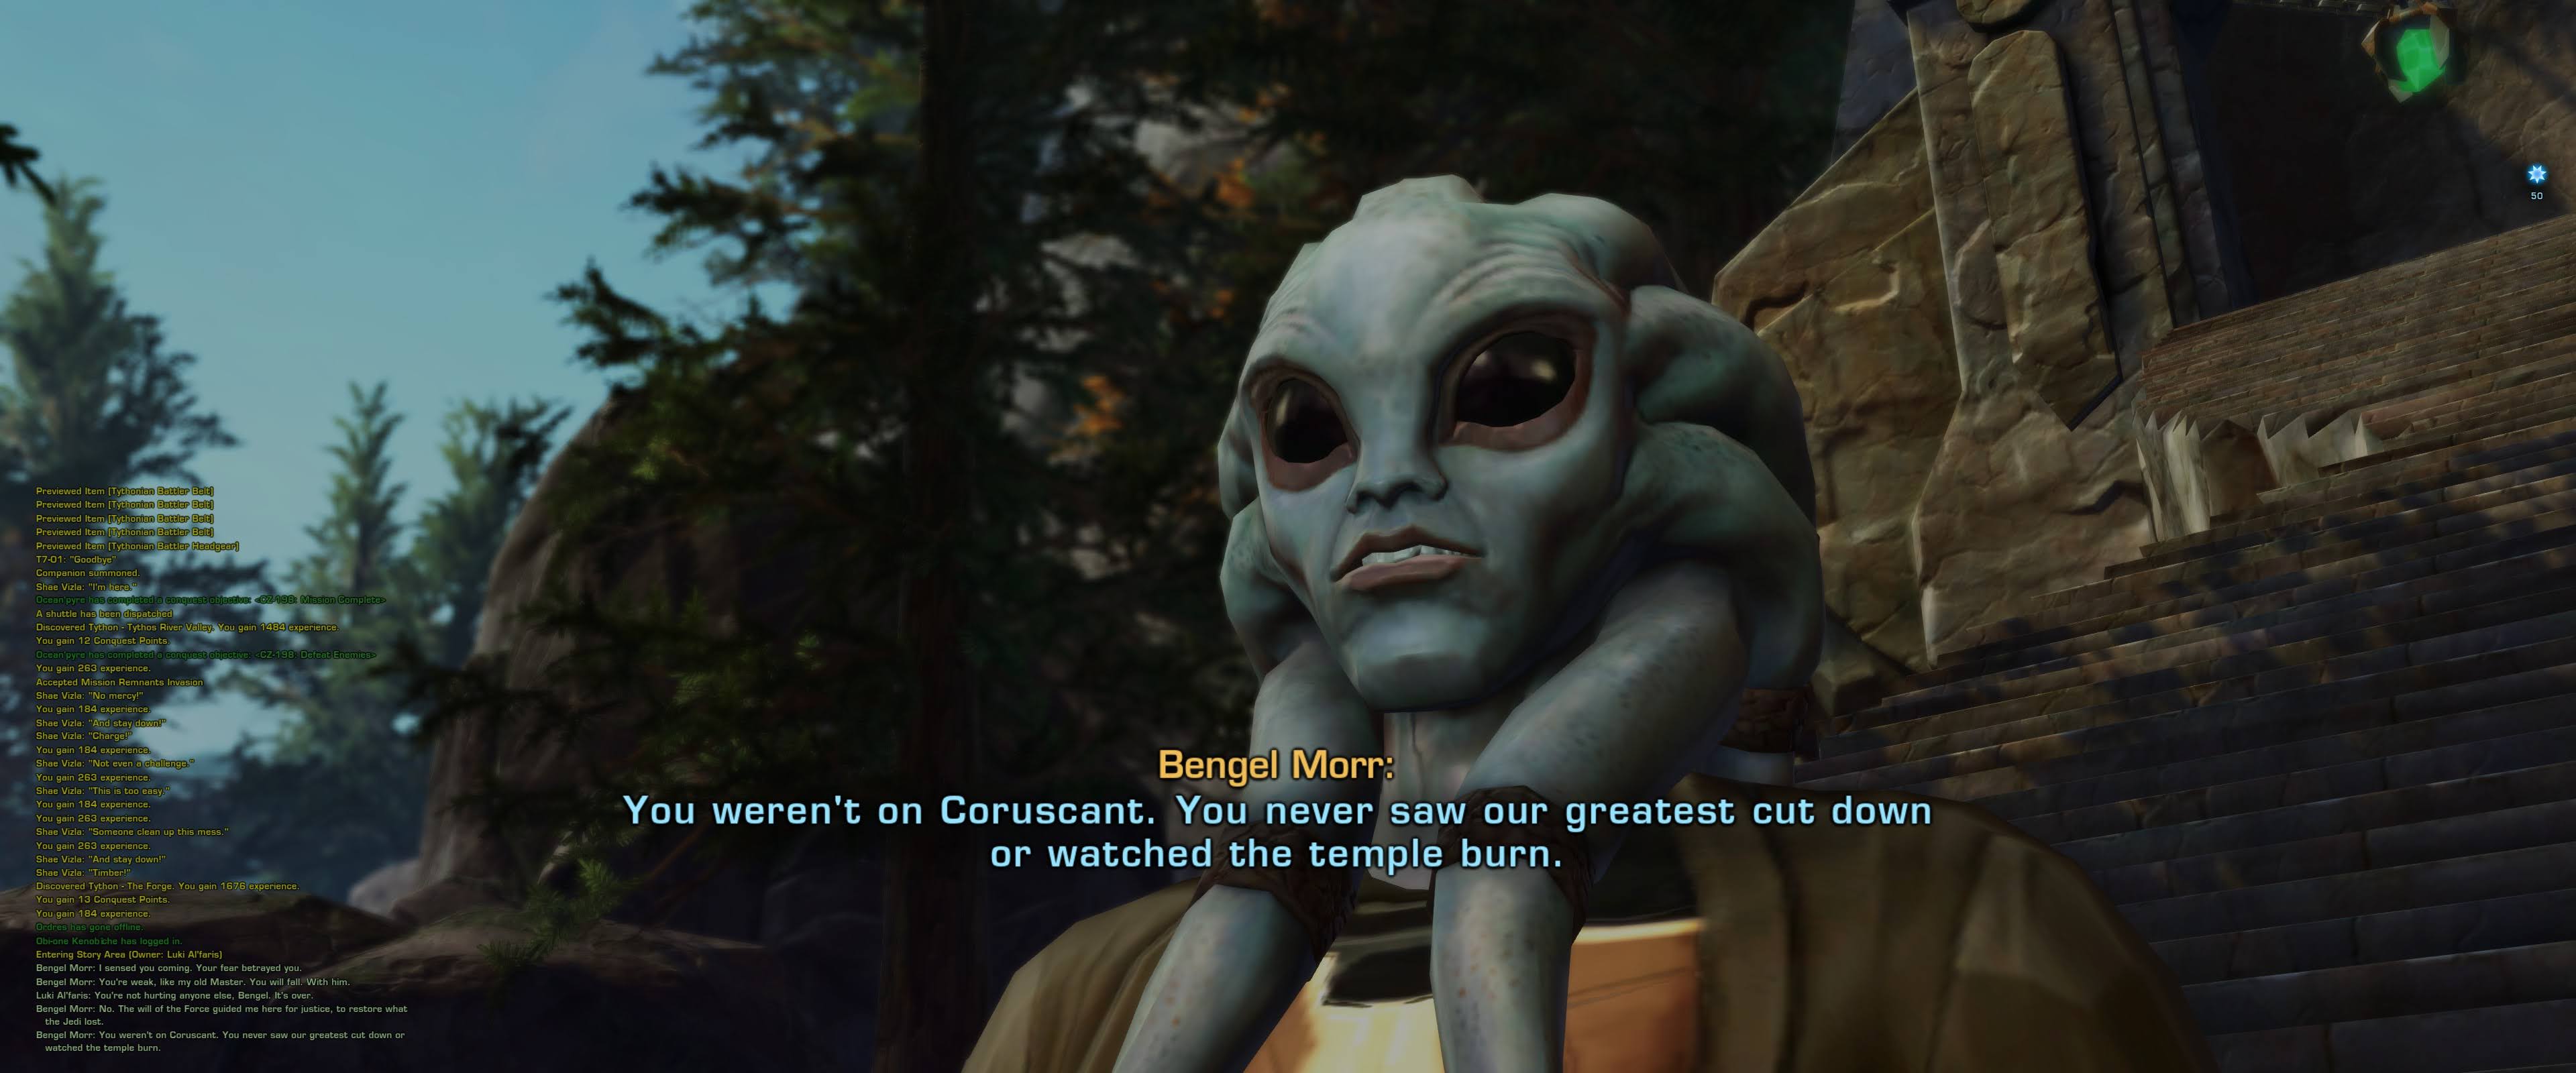 50
Previewed Item [Tythonian Battler Belt]
Previewed Item [Tythonian Battler Belt]
Previewed Item [Tythonian Battler Belt]
Previewed Item [Tythonian Battler Belt]
Previewed Item [Tythonian Battler Headgear]
T7-O1: "Goodbye"
Companion summoned.
Shae Vizla: "I'm here."
Ocean'pyre has completed a conquest objective: <CZ-198: Mission Complete>
A shuttle has been dispatched
Discovered Tython - Tythos River Valley. You gain 1484 experience.
You gain 12 Conquest Points.
Ocean'pyre has completed a conquest objective: <CZ-198: Defeat Enemies>
You gain 263 experience.
Accepted Mission Remnants Invasion
Shae Vizla: "No mercy!"
You gain 184 experience.
Shae Vizla: "And stay down!"
Shae Vizla: "Charge!"
You gain 184 experience.
Shae Vizla: "Not even a challenge."
You gain 263 experience.
Shae Vizla: "This is too easy."
You gain 184 experience.
You gain 263 experience.
Shae Vizla: "Someone clean up this mess."
You gain 263 experience.
Shae Vizla: "And stay down!"
Shae Vizla: "Timber!"
Discovered Tython - The Forge. You gain 1676 experience.
You gain 13 Conquest Points.
You gain 184 experience.
Ordres has gone offline.
Obi-one Kenobiche has logged in.
Entering Story Area (Owner: Luki Al'faris)
Bengel Morr: I sensed you coming. Your fear betrayed you.
Bengel Morr: You're weak, like my old Master. You will fall. With him.
Luki Al'faris: You're not hurting anyone else, Bengel. It's over.
Bengel Morr: No. The will of the Force guided me here for justice, to restore what
the Jedi lost.
Bengel Morr: You weren't on Coruscant. You never saw our greatest cut down or
watched the temple burn.
Bengel Morr:
You weren't on Coruscant. You never saw our greatest cut down
or watched the temple burn.